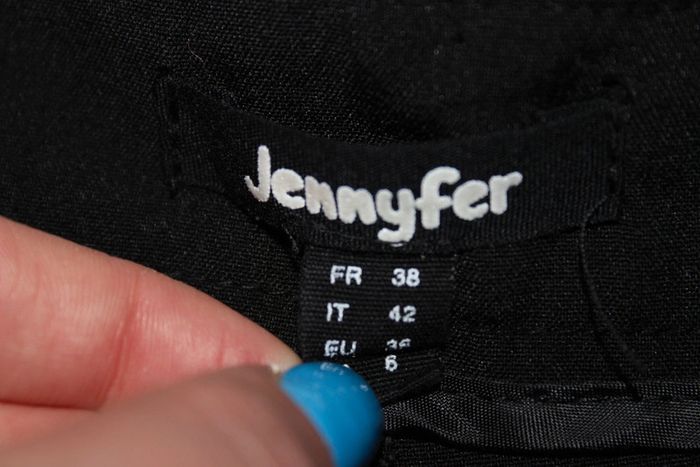 Jennyfer
FR 38
IT 42
EU 36
6